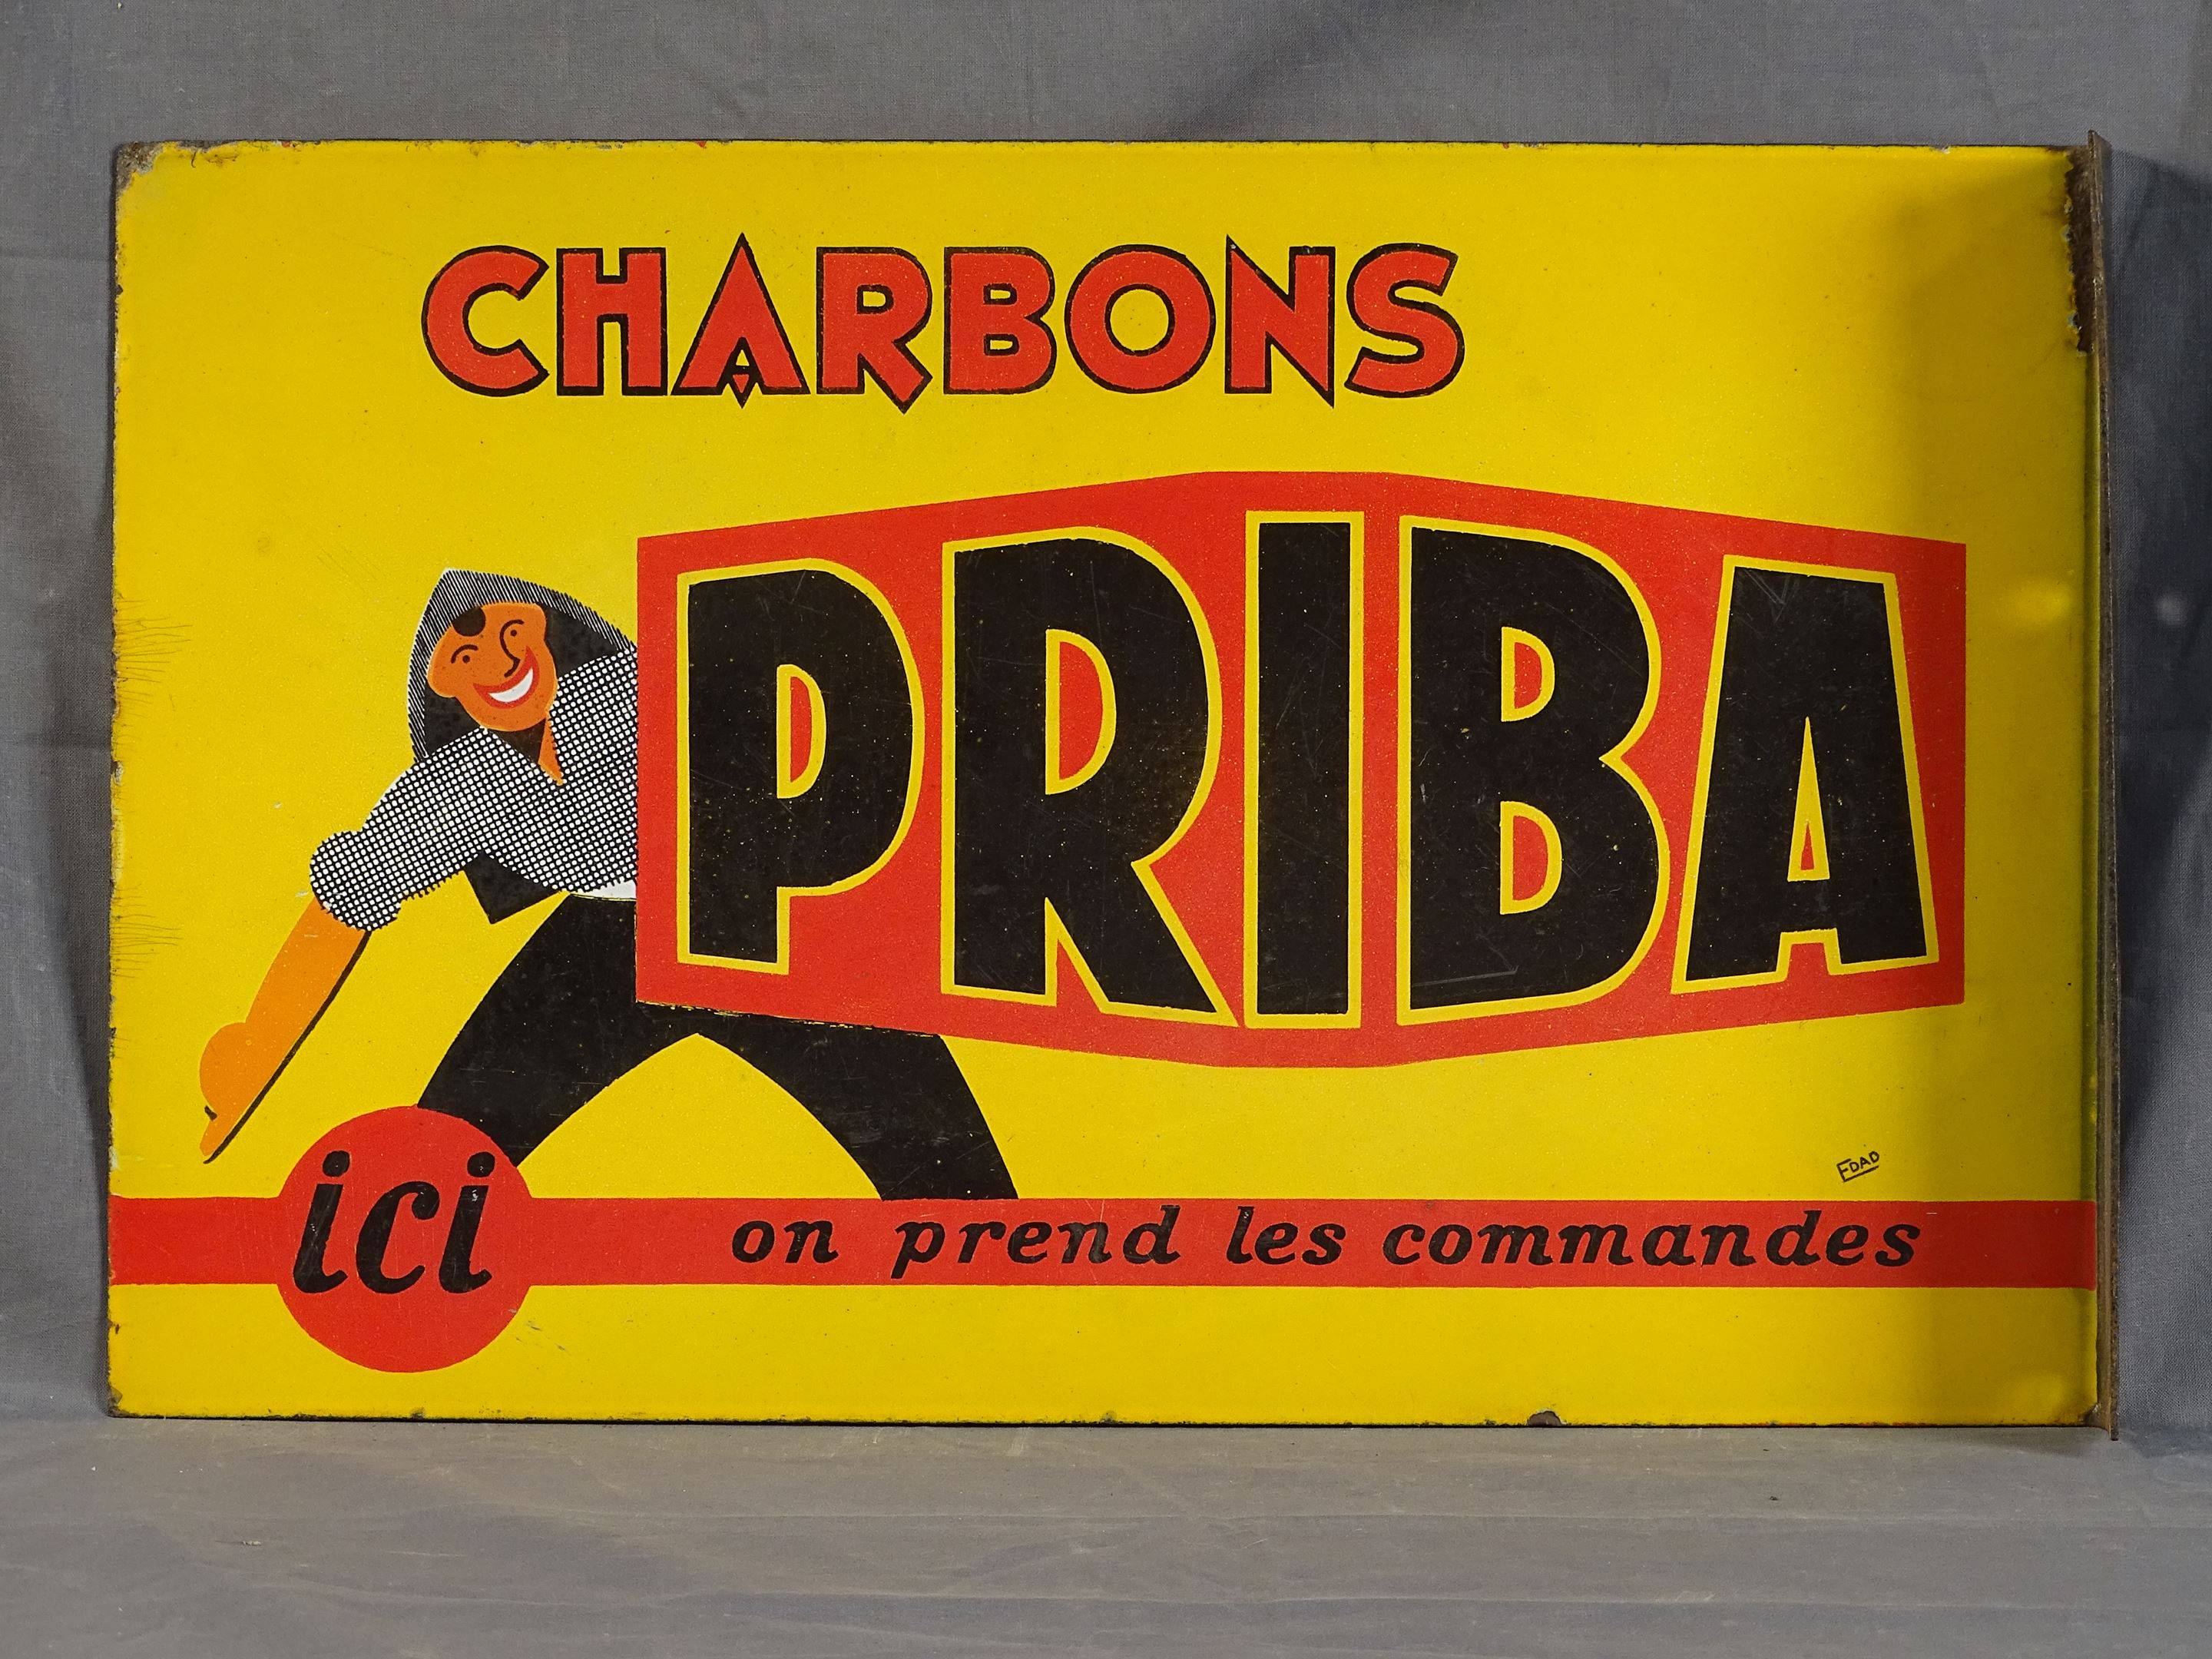 CHARBONS
PRIBA
EDAD
ici on prend les commandes